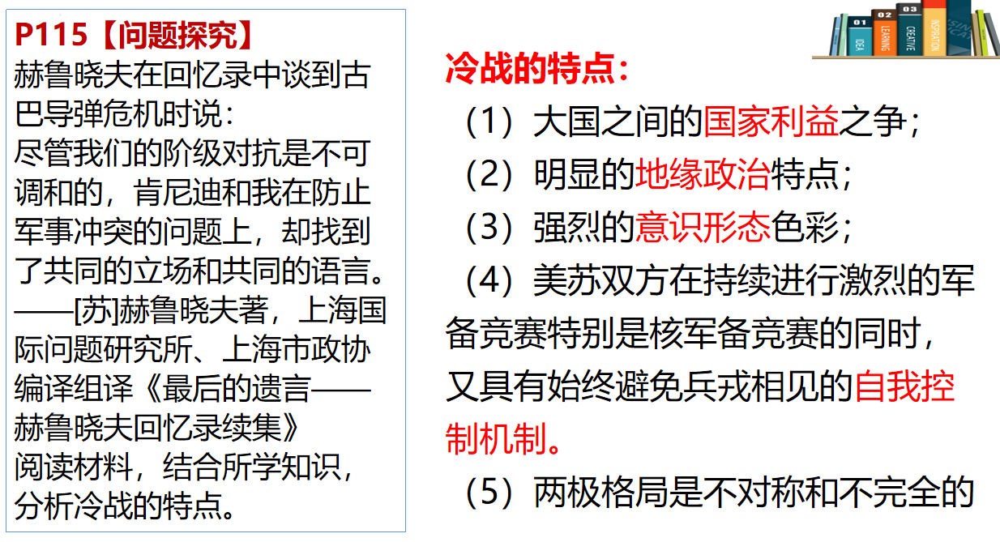 P115【问题探究】
赫鲁晓夫在回忆录中谈到古
巴导弹危机时说：
尽管我们的阶级对抗是不可
调和的，肯尼迪和我在防止
军事冲突的问题上，却找到
了共同的立场和共同的语言。
——[苏]赫鲁晓夫著，上海国
际问题研究所、上海市政协
编译组译《最后的遗言——
赫鲁晓夫回忆录续集》
阅读材料，结合所学知识，
分析冷战的特点。
冷战的特点：
（1）大国之间的国家利益之争；
（2）明显的地缘政治特点；
（3）强烈的意识形态色彩；
（4）美苏双方在持续进行激烈的军
备竞赛特别是核军备竞赛的同时，
又具有始终避免兵戎相见的自我控
制机制。
（5）两极格局是不对称和不完全的
01
IDEA
02
LEARNING
03
CREATIVE
INSPIRATION